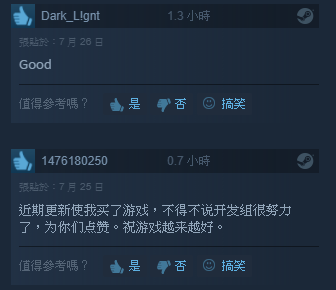 Dark_L!gnt
1.3 小時
張貼於：7 月 26 日
Good
值得參考嗎？ 是 否 搞笑
1476180250
0.7 小時
張貼於：7 月 25 日
近期更新使我买了游戏，不得不说开发组很努力
了，为你们点赞。祝游戏越来越好。
值得參考嗎？ 是 否 搞笑